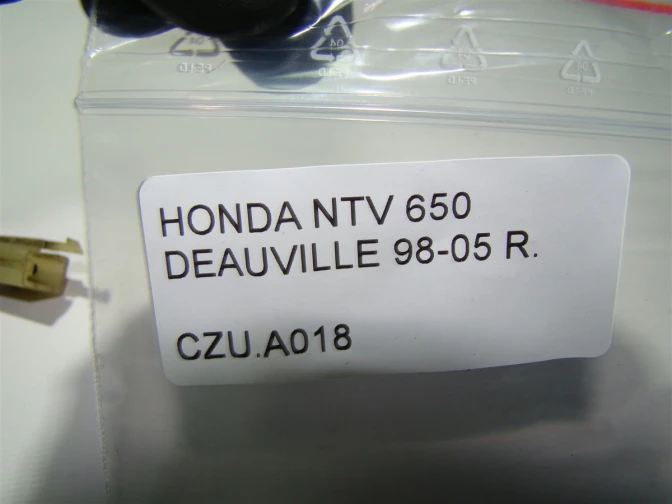 HONDA NTV 650
DEAUVILLE 98-05 R.
CZU.A018